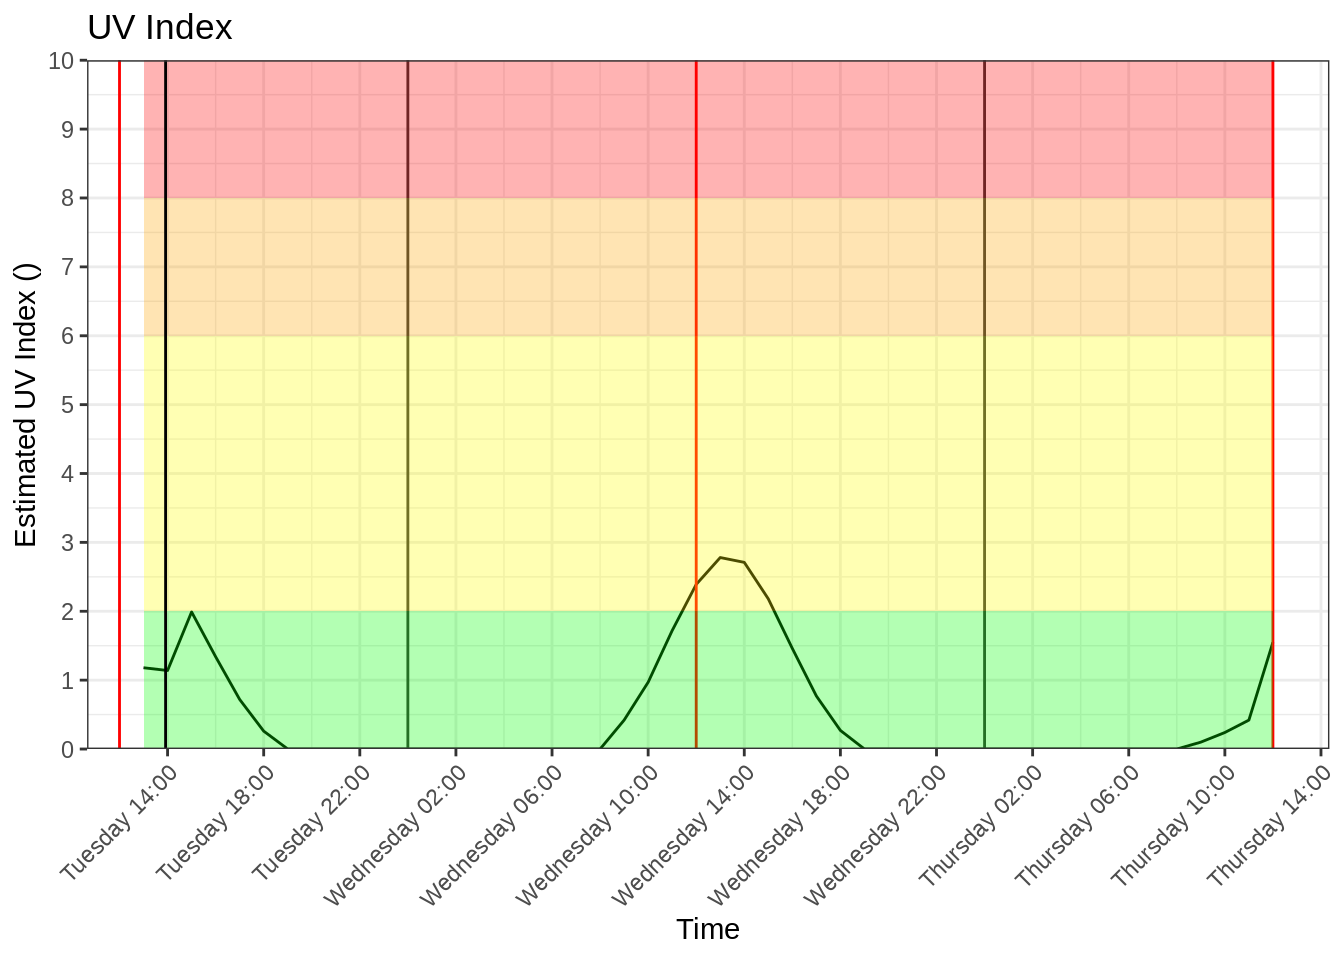 UV Index
10
9
8
7
6
5
4
3
2
1
0
Estimated UV Index ()
Tuesday 14:00
Tuesday 18:00
Tuesday 22:00
Wednesday 02:00
Wednesday 06:00
Wednesday 10:00
Wednesday 14:00
Wednesday 18:00
Wednesday 22:00
Thursday 02:00
Thursday 06:00
Thursday 10:00
Thursday 14:00
Time